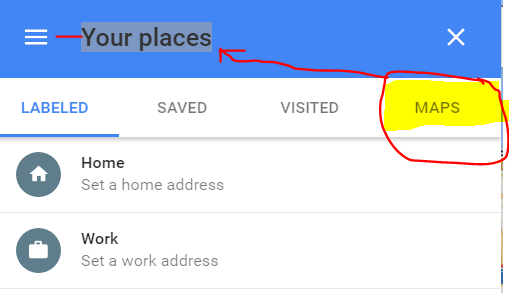 Your places
LABELED SAVED VISITED MAPS
Home
Set a home address
Work
Set a work address